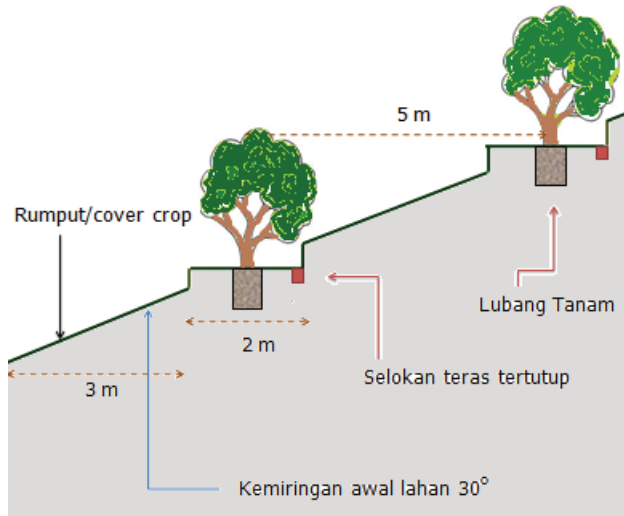 5 m
Rumput/cover crop
Lubang Tanam
2 m
Selokan teras tertutup
3 m
Kemiringan awal lahan 30°